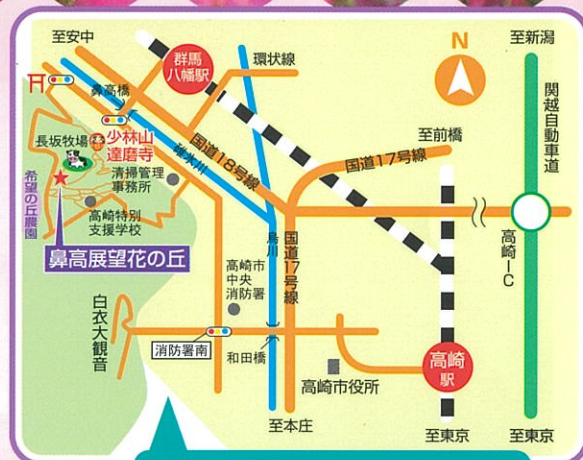 至安中
群馬
八幡駅
環状線
N
至新潟
関越自動車道
鼻高橋
長坂牧場
少林山
達磨寺
碓氷川
国道18号線
国道17号線
至前橋
清掃管理
事務所
希望の丘農園
高崎特別
支援学校
鼻高展望花の丘
烏川
国道17号線
高崎IC
高崎市
中央
消防署
白衣大観音
消防署南
和田橋
高崎市役所
高崎
駅
至本庄
至東京
至東京